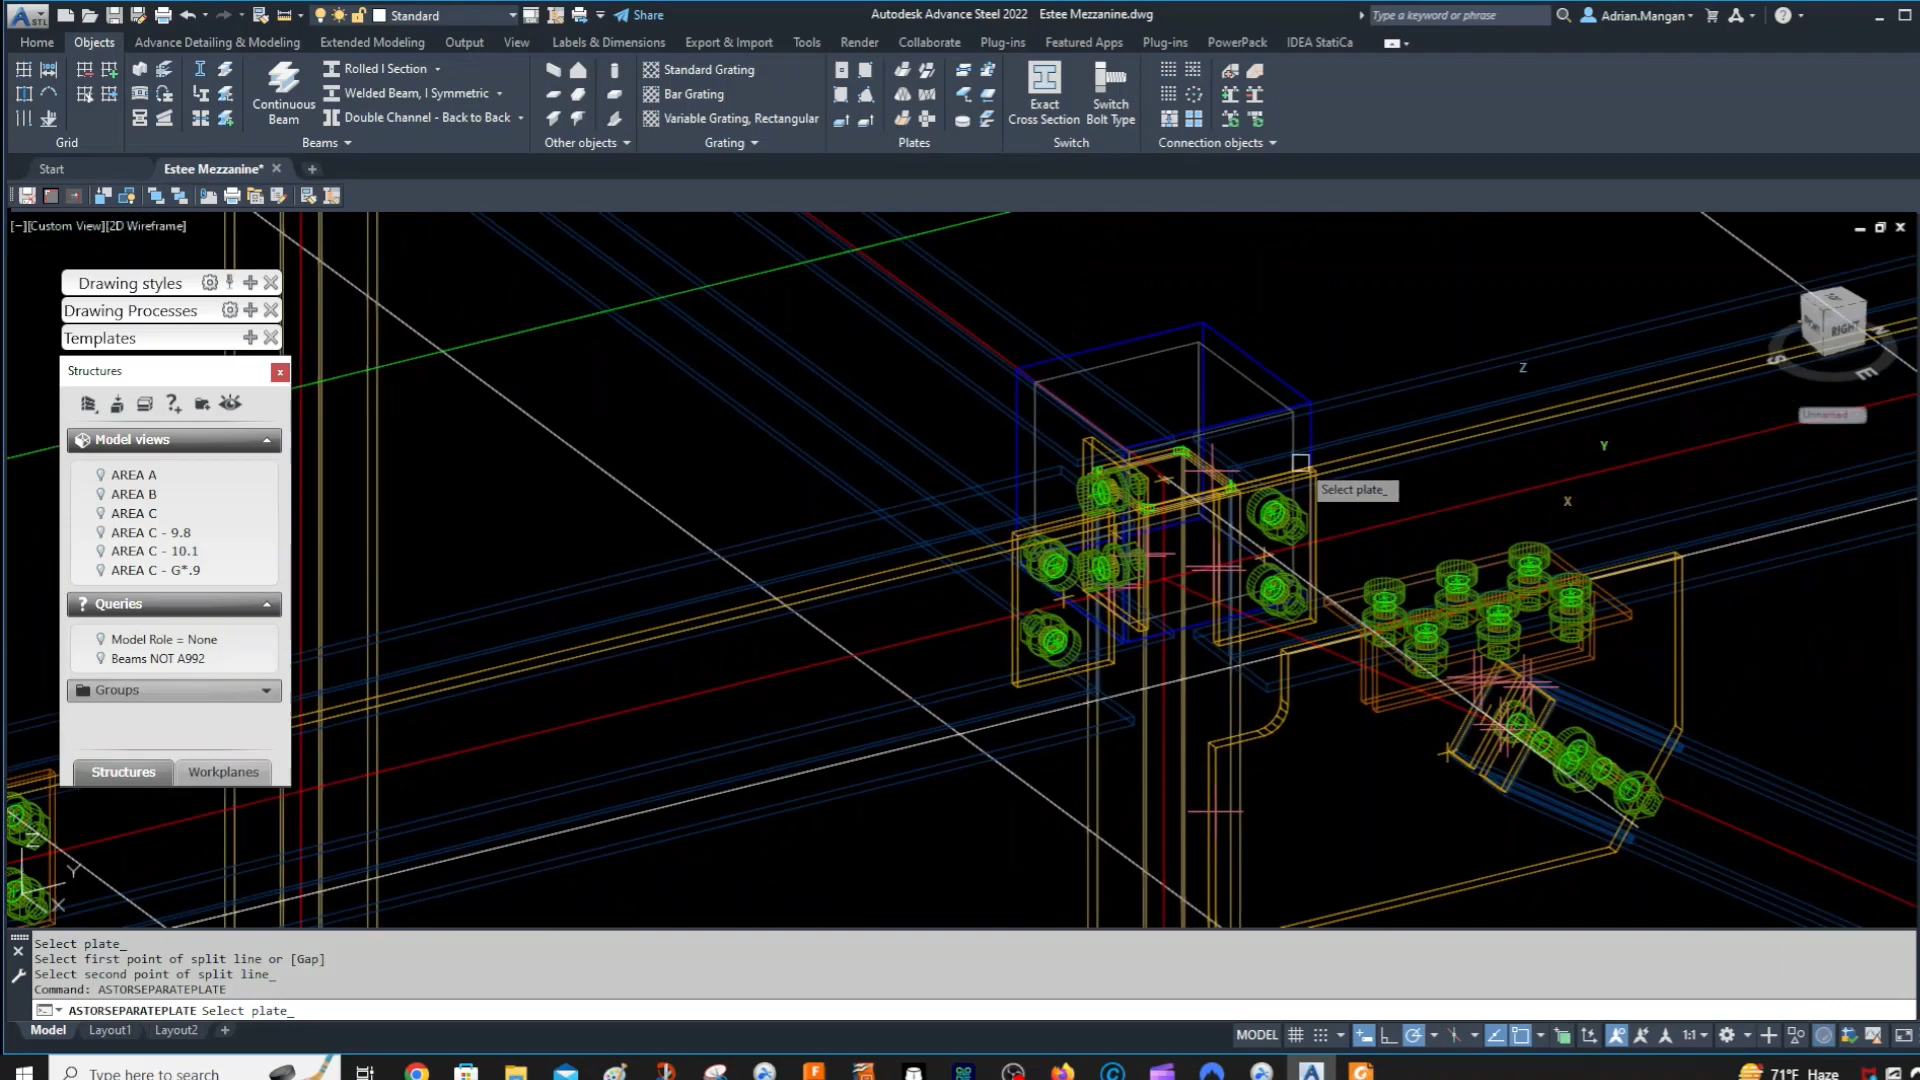 Standard
Share
Autodesk Advance Steel 2022 Estee Mezzanine.dwg
Type a keyword or phrase
Adrian.Mangan
Home Objects Advance Detailing & Modeling Extended Modeling Output View Labels & Dimensions Export & Import Tools Render Collaborate Plug-ins Featured Apps Plug-ins PowerPack IDEA StatiCa
Continuous Beam
Rolled I Section
Welded Beam, I Symmetric
Double Channel - Back to Back
Standard Grating
Bar Grating
Variable Grating, Rectangular
Exact Cross Section
Switch Bolt Type
Grid Beams Other objects Grating Plates Switch Connection objects
Start Estee Mezzanine*
[−][Custom View][2D Wireframe]
Drawing styles
Drawing Processes
Templates
Structures
Model views
AREA A
AREA B
AREA C
AREA C - 9.8
AREA C - 10.1
AREA C - G*.9
Queries
Model Role = None
Beams NOT A992
Groups
Structures Workplanes
TOP
RIGHT
N
S
E
Unnamed
Z
Y
X
Select plate_
Z
Y
X
Select plate_
Select first point of split line or [Gap]
Select second point of split line_
Command: ASTORSEPARATEPLATE
ASTORSEPARATEPLATE Select plate_
Model Layout1 Layout2
MODEL
1:1
Type here to search
71°F Haze